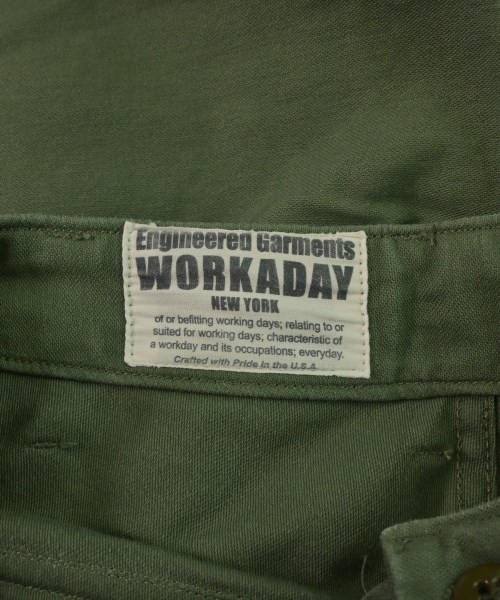 Engineered Garments
WORKADAY
NEW YORK
of or befitting working days; relating to or
suited for working days; characteristic of
a workday and its occupations; everyday.
Crafted with Pride in the U.S.A.